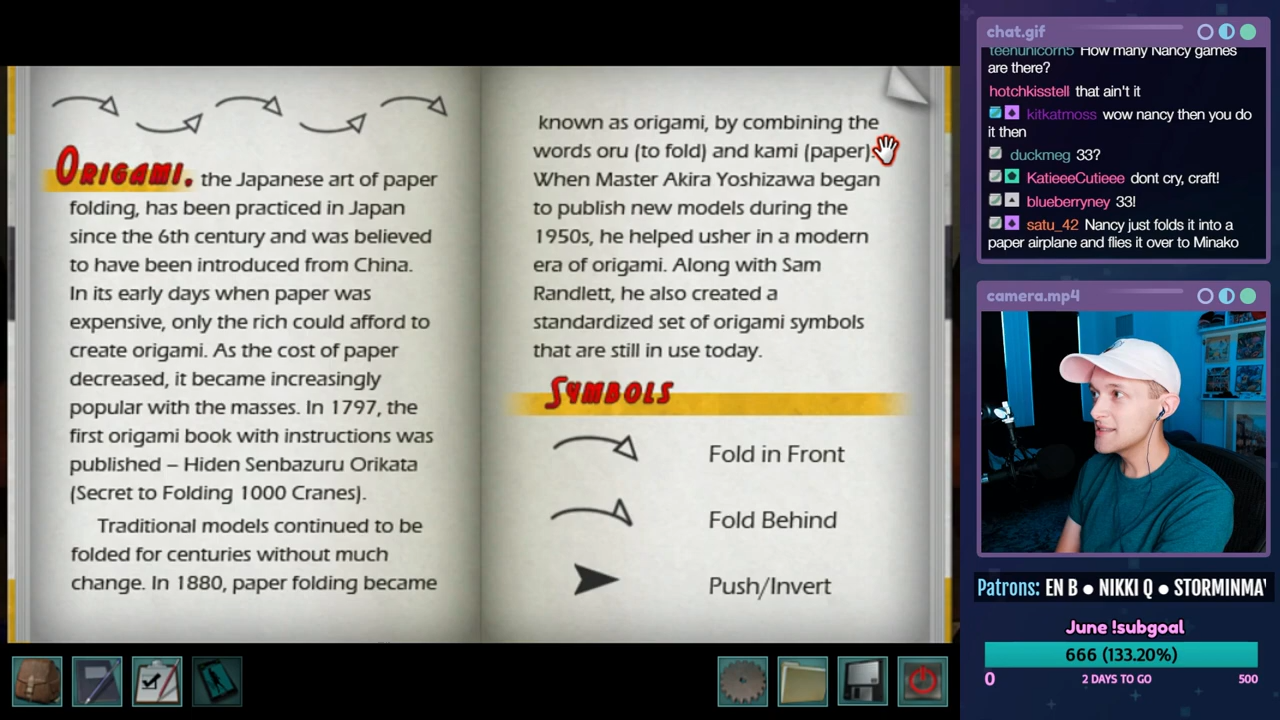 ORIGAMI, the Japanese art of paper
folding, has been practiced in Japan
since the 6th century and was believed
to have been introduced from China.
In its early days when paper was
expensive, only the rich could afford to
create origami. As the cost of paper
decreased, it became increasingly
popular with the masses. In 1797, the
first origami book with instructions was
published – Hiden Senbazuru Orikata
(Secret to Folding 1000 Cranes).
Traditional models continued to be
folded for centuries without much
change. In 1880, paper folding became
known as origami, by combining the
words oru (to fold) and kami (paper).
When Master Akira Yoshizawa began
to publish new models during the
1950s, he helped usher in a modern
era of origami. Along with Sam
Randlett, he also created a
standardized set of origami symbols
that are still in use today.
SYMBOLS
Fold in Front
Fold Behind
Push/Invert
chat.gif
teenunicorn5 How many Nancy games
are there?
hotchkisstell that ain't it
kitkatmoss wow nancy then you do
it then
duckmeg 33?
KatieeeCutieee dont cry, craft!
blueberryney 33!
satu_42 Nancy just folds it into a
paper airplane and flies it over to Minako
camera.mp4
Patrons: EN B ● NIKKI Q ● STORMINMA
June !subgoal
666 (133.20%)
0 2 DAYS TO GO 500